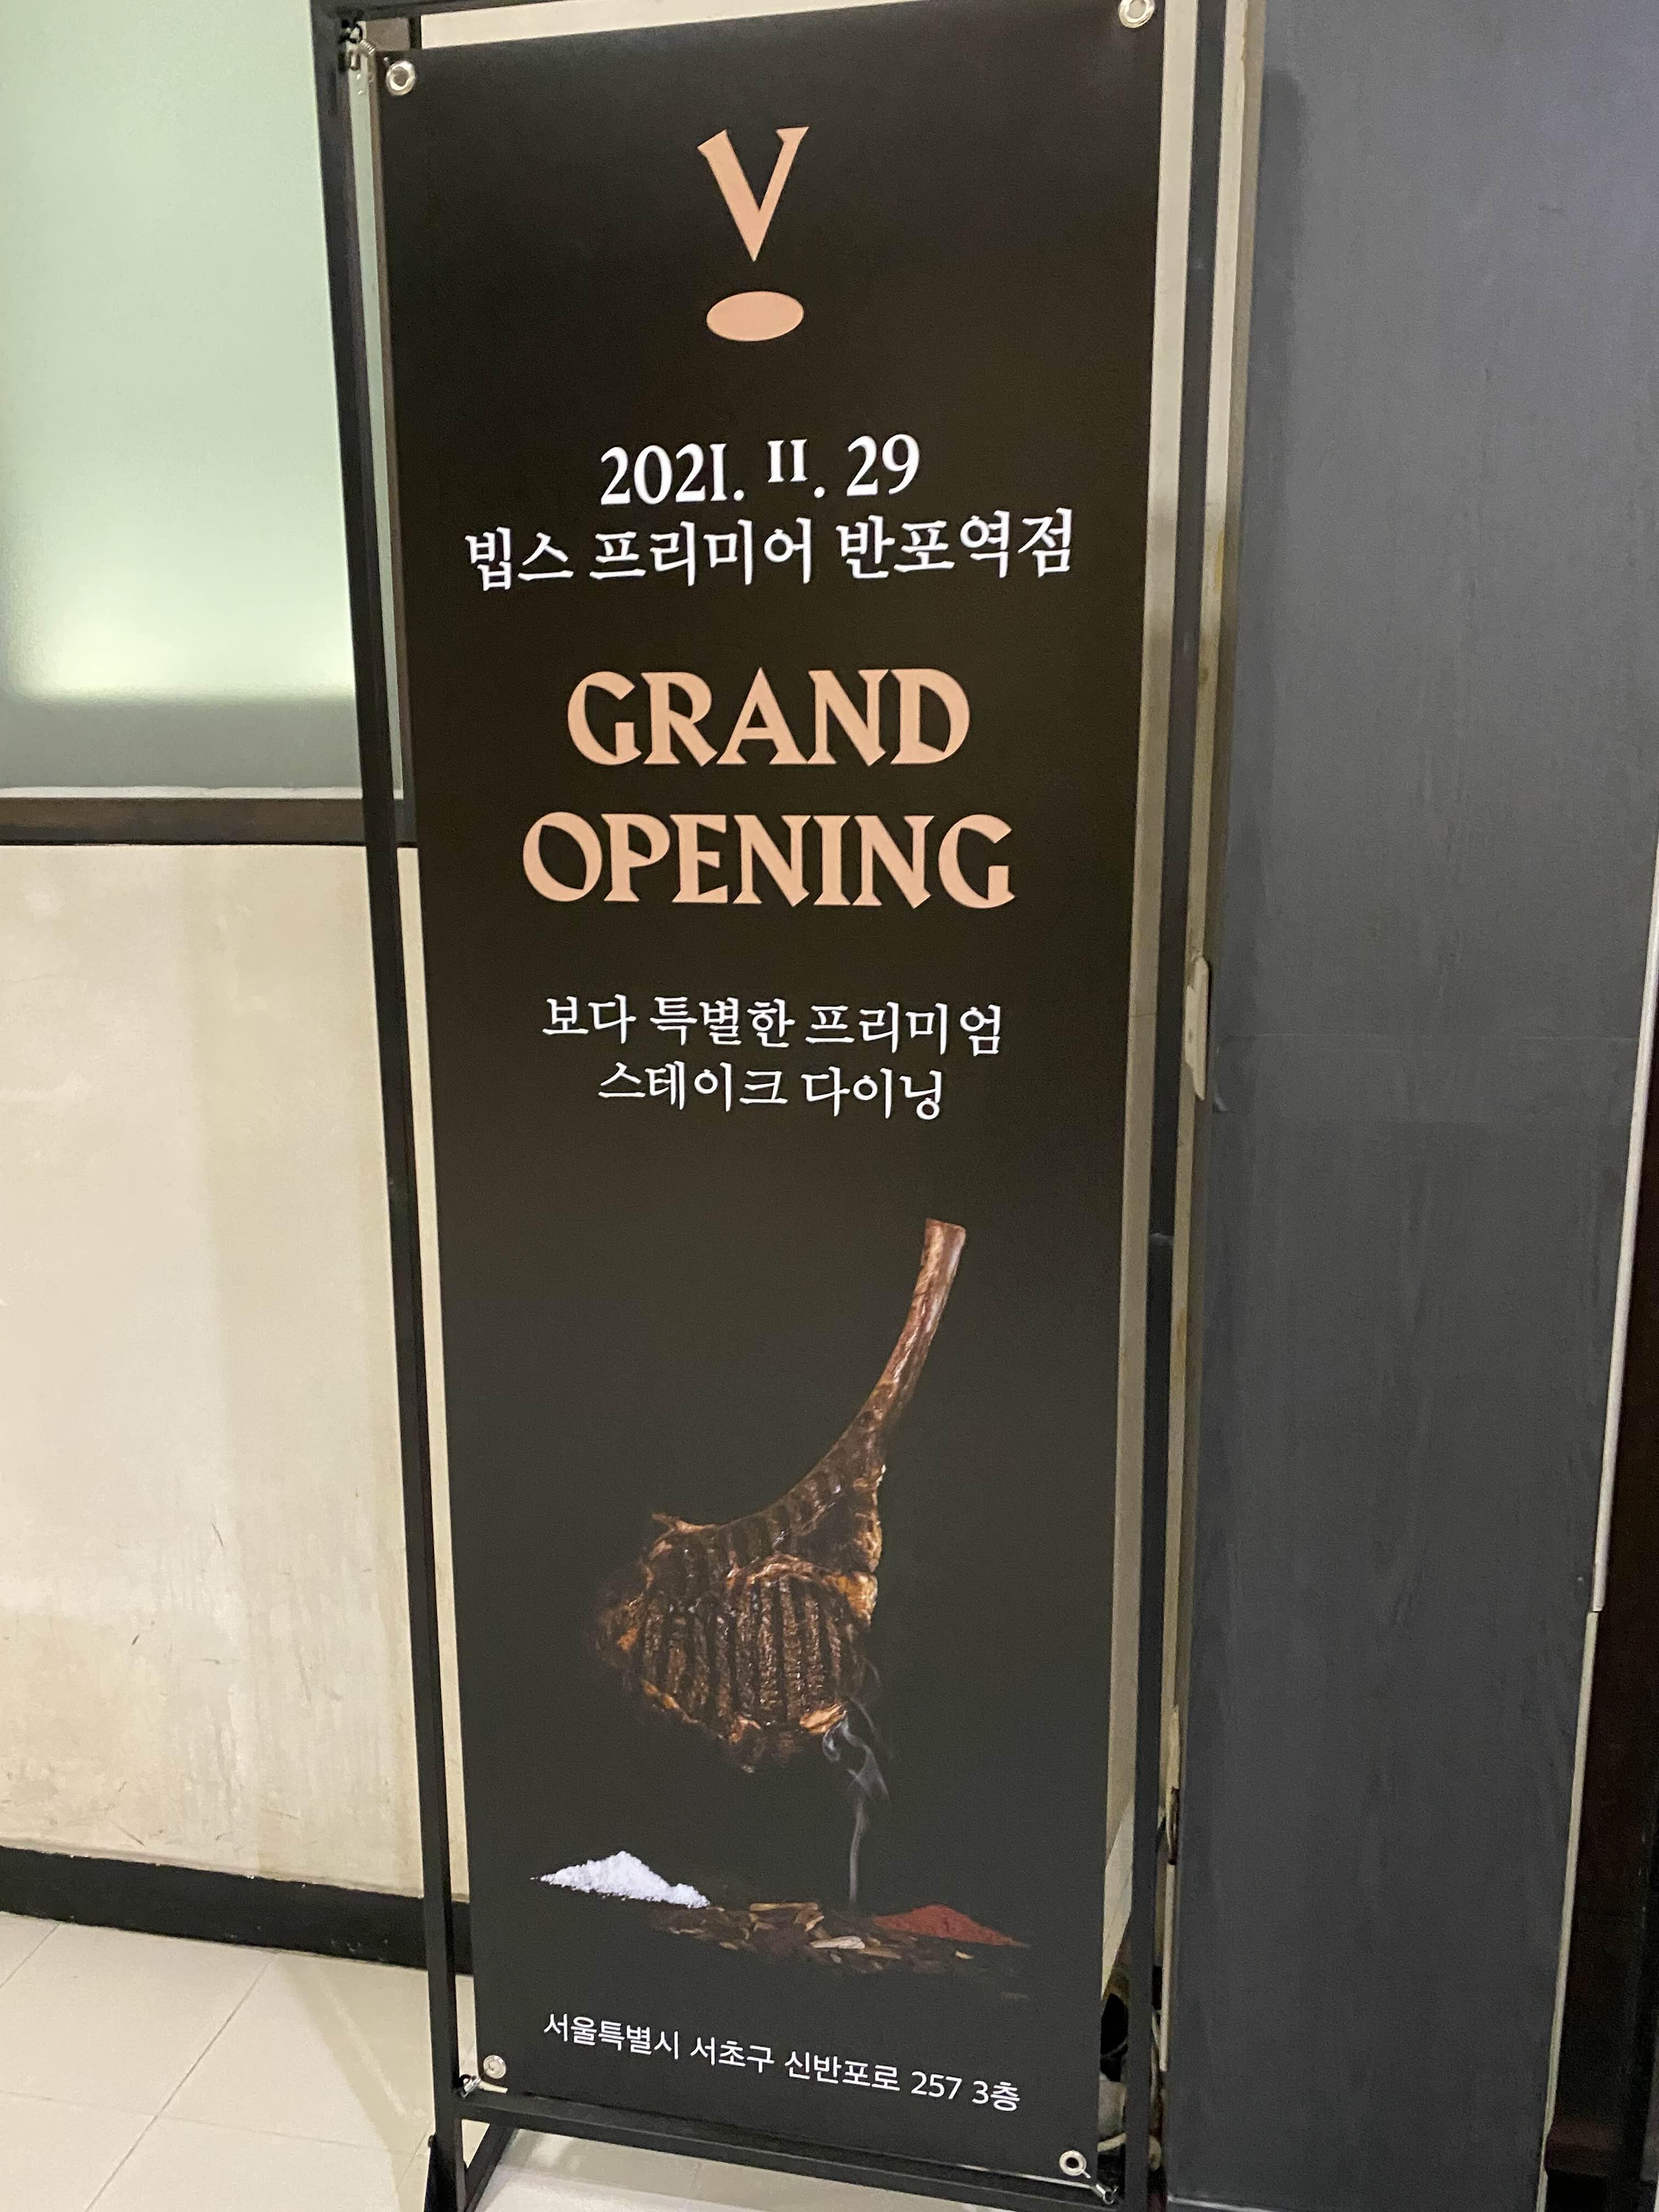 V
2021. 11. 29
빕스 프리미어 반포역점
GRAND
OPENING
보다 특별한 프리미엄
스테이크 다이닝
서울특별시 서초구 신반포로 257 3층